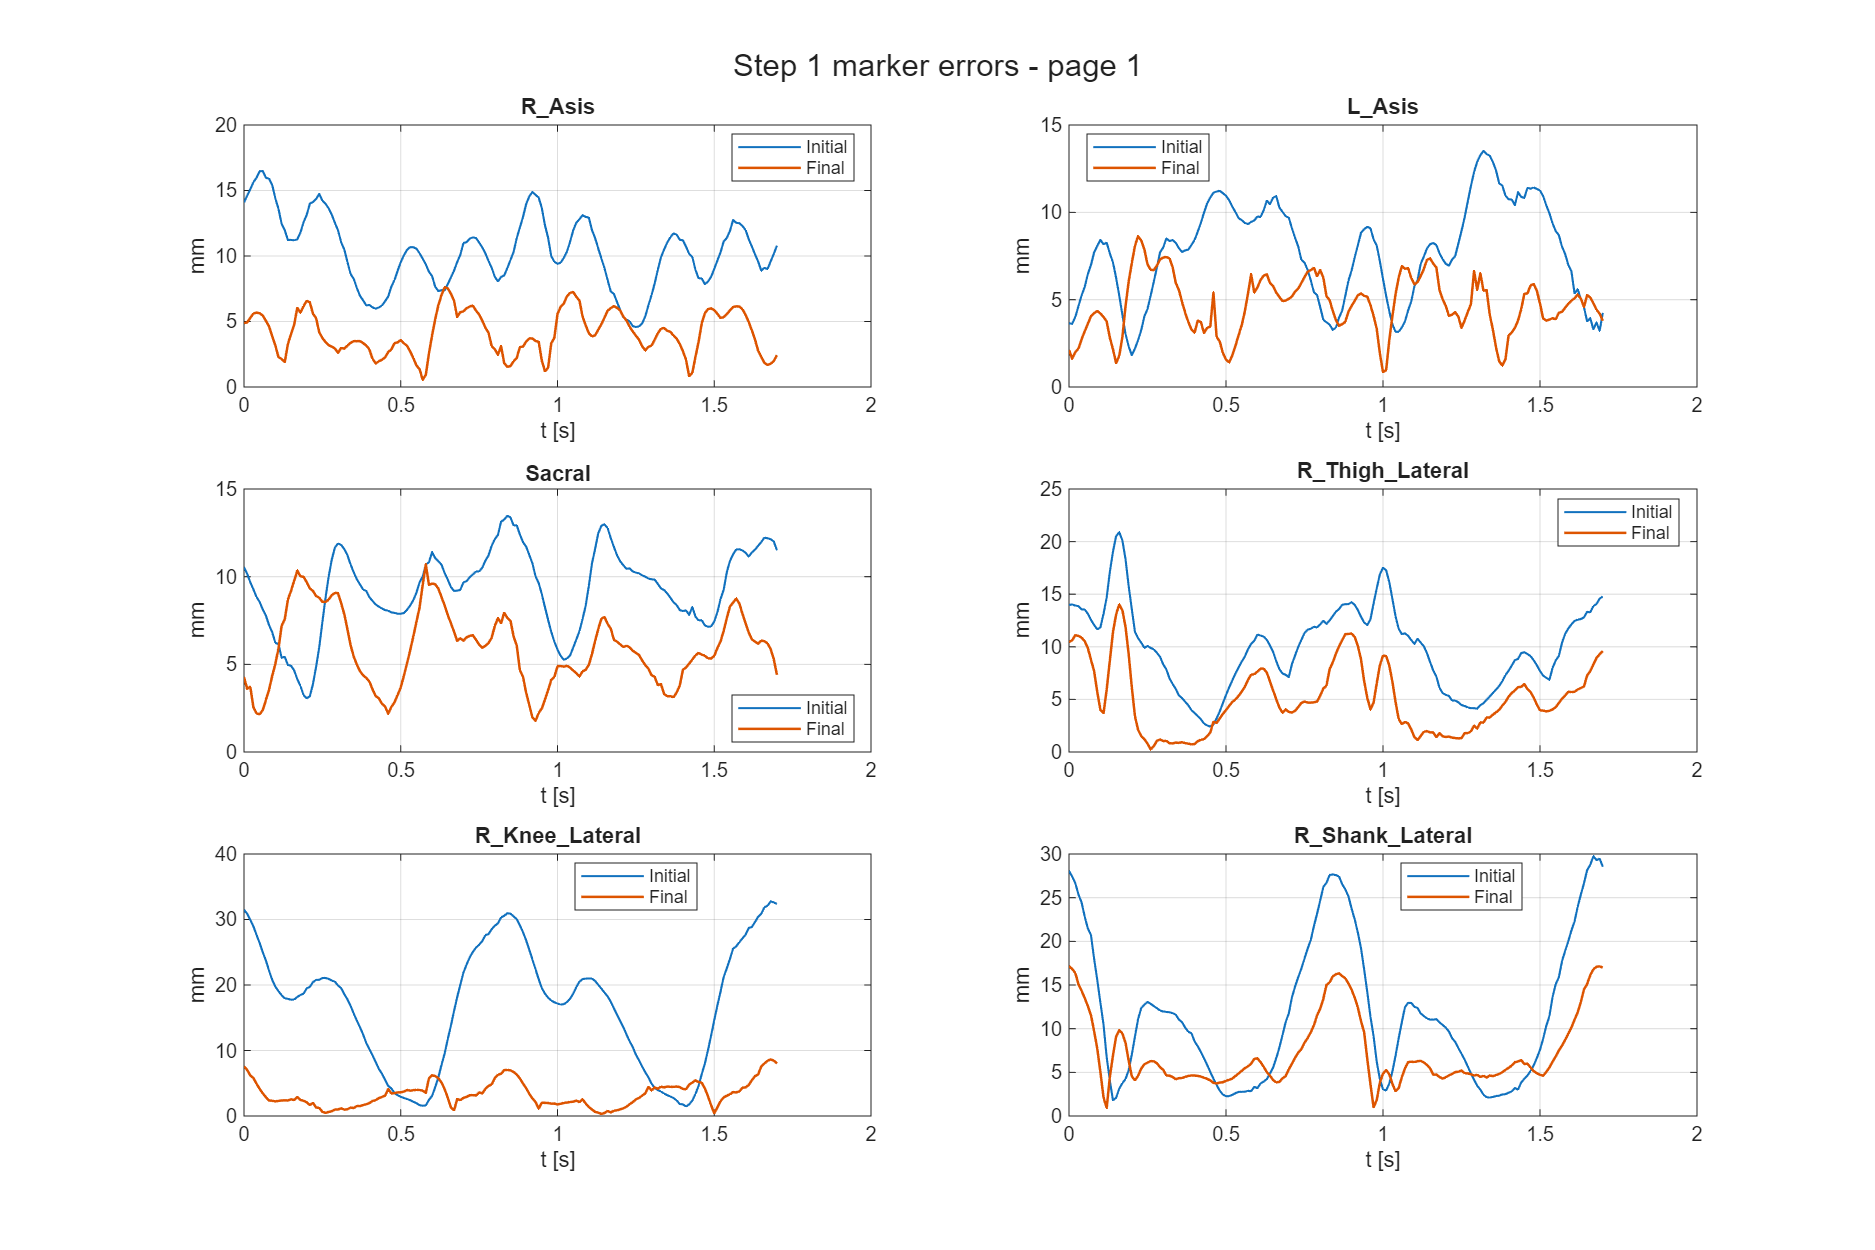 Step 1 marker errors - page 1
R_Asis
20
15
10
5
0
mm
0 0.5 1 1.5 2
t [s]
Initial
Final
L_Asis
15
10
5
0
mm
0 0.5 1 1.5 2
t [s]
Initial
Final
Sacral
15
10
5
0
mm
0 0.5 1 1.5 2
t [s]
Initial
Final
R_Thigh_Lateral
25
20
15
10
5
0
mm
0 0.5 1 1.5 2
t [s]
Initial
Final
R_Knee_Lateral
40
30
20
10
0
mm
0 0.5 1 1.5 2
t [s]
Initial
Final
R_Shank_Lateral
30
25
20
15
10
5
0
mm
0 0.5 1 1.5 2
t [s]
Initial
Final